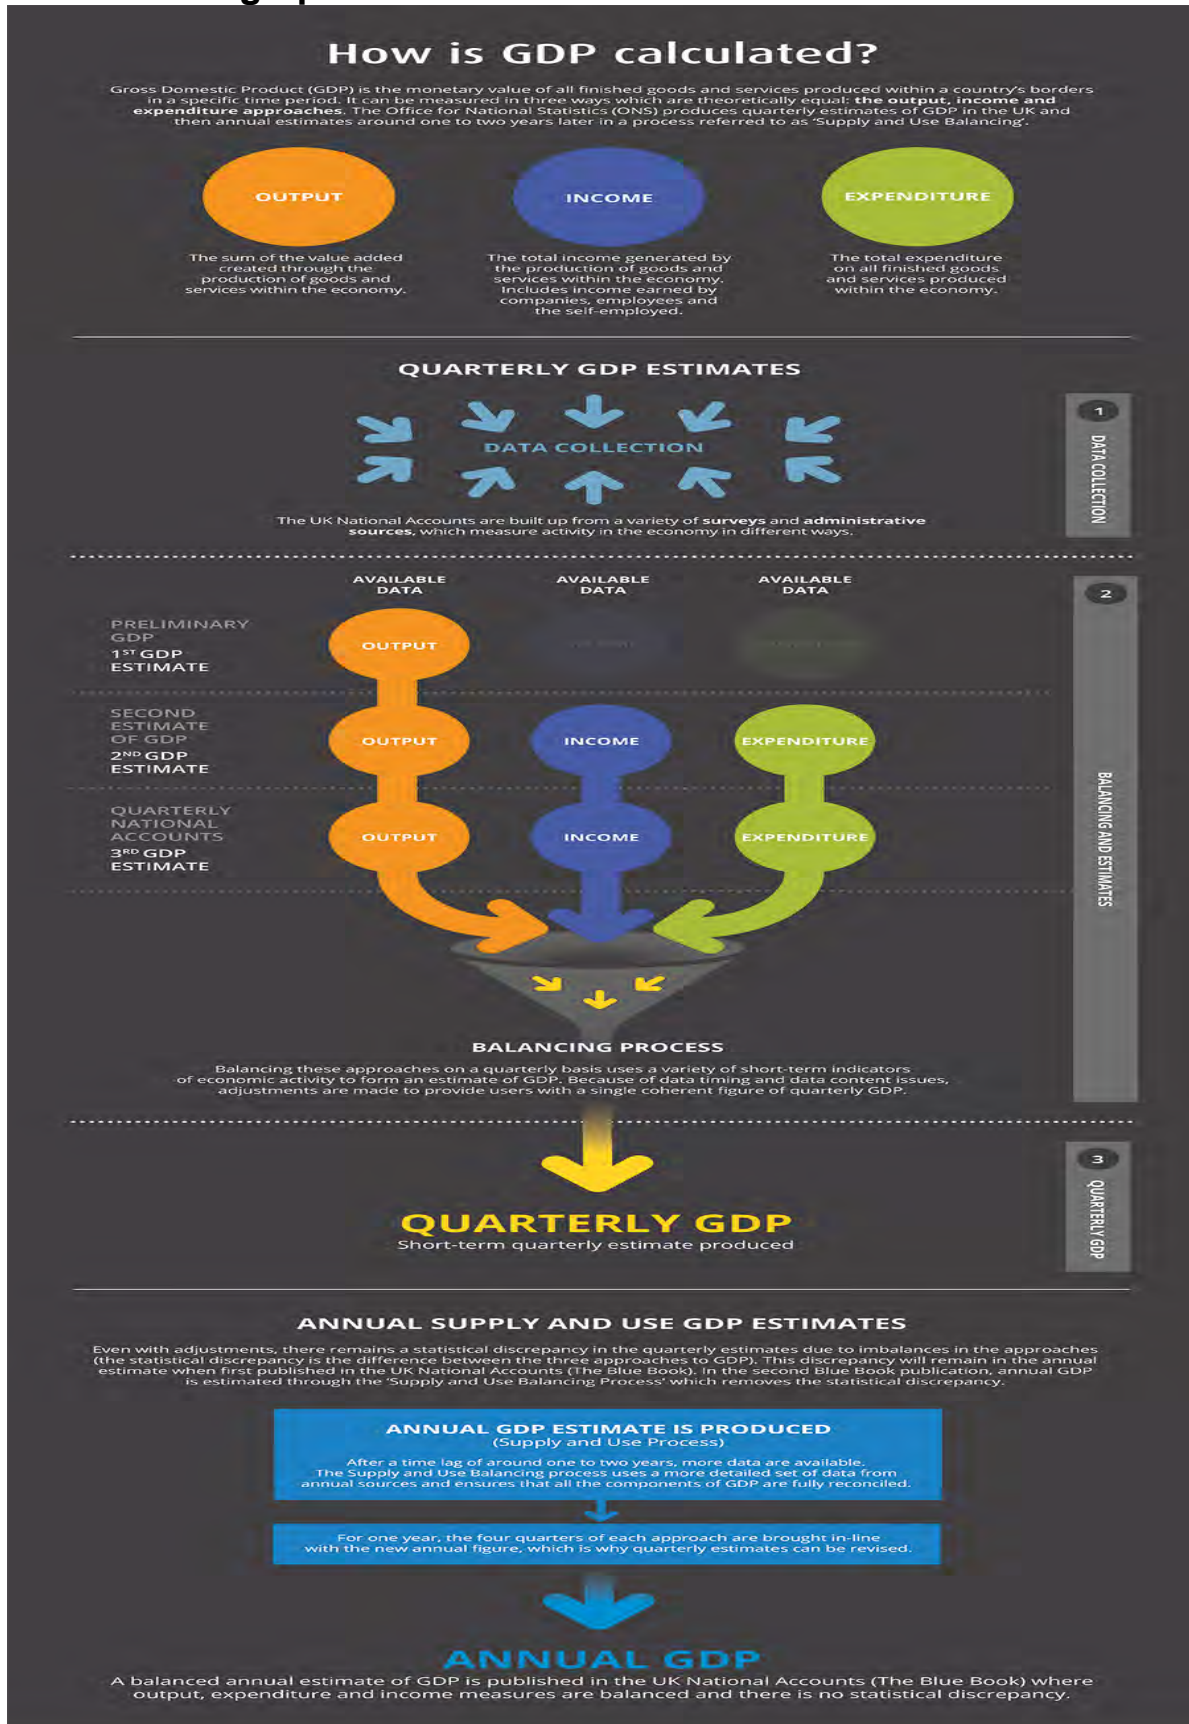 How is GDP calculated?
Gross Domestic Product (GDP) is the monetary value of all finished goods and services produced within a country's borders
in a specific time period. It can be measured in three ways which are theoretically equal: the output, income and
expenditure approaches. The Office for National Statistics (ONS) produces quarterly estimates of GDP in the UK and
then annual estimates around one to two years later in a process referred to as 'Supply and Use Balancing'.
OUTPUT
The sum of the value added
created through the
production of goods and
services within the economy.
INCOME
The total income generated by
the production of goods and
services within the economy.
Includes income earned by
companies, employees and
the self-employed.
EXPENDITURE
The total expenditure
on all finished goods
and services produced
within the economy.
QUARTERLY GDP ESTIMATES
DATA COLLECTION
The UK National Accounts are built up from a variety of surveys and administrative
sources, which measure activity in the economy in different ways.
1
DATA COLLECTION
AVAILABLE
DATA
AVAILABLE
DATA
AVAILABLE
DATA
PRELIMINARY
GDP
1ST GDP
ESTIMATE
OUTPUT
SECOND
ESTIMATE
OF GDP
2ND GDP
ESTIMATE
OUTPUT
INCOME
EXPENDITURE
QUARTERLY
NATIONAL
ACCOUNTS
3RD GDP
ESTIMATE
OUTPUT
INCOME
EXPENDITURE
2
BALANCING AND ESTIMATES
BALANCING PROCESS
Balancing these approaches on a quarterly basis uses a variety of short-term indicators
of economic activity to form an estimate of GDP. Because of data timing and data content issues,
adjustments are made to provide users with a single coherent figure of quarterly GDP.
3
QUARTERLY GDP
QUARTERLY GDP
Short-term quarterly estimate produced
ANNUAL SUPPLY AND USE GDP ESTIMATES
Even with adjustments, there remains a statistical discrepancy in the quarterly estimates due to imbalances in the approaches
(the statistical discrepancy is the difference between the three approaches to GDP). This discrepancy will remain in the annual
estimate when first published in the UK National Accounts (The Blue Book). In the second Blue Book publication, annual GDP
is estimated through the 'Supply and Use Balancing Process' which removes the statistical discrepancy.
ANNUAL GDP ESTIMATE IS PRODUCED
(Supply and Use Process)
After a time lag of around one to two years, more data are available.
The Supply and Use Balancing process uses a more detailed set of data from
annual sources and ensures that all the components of GDP are fully reconciled.
For one year, the four quarters of each approach are brought in-line
with the new annual figure, which is why quarterly estimates can be revised.
ANNUAL GDP
A balanced annual estimate of GDP is published in the UK National Accounts (The Blue Book) where
output, expenditure and income measures are balanced and there is no statistical discrepancy.